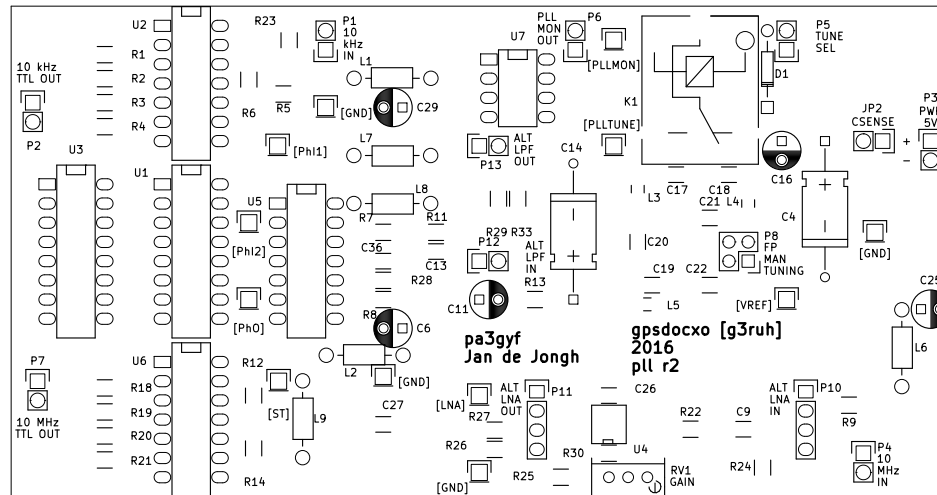 U2
R23
P1
10
kHz
IN
PLL
MON
OUT
P6
U7
[PLLMON]
P5
TUNE
SEL
D1
K1
10 kHz
TTL OUT
P2
R1
R2
R3
R4
R6
R5
[GND]
L1
C29
[PhI1]
L7
P13
ALT
LPF
OUT
C14
[PLLTUNE]
C16
JP2
CSENSE
P3
5V
+
-
U3
U1
U5
L8
R7
R11
C36
C13
R28
R8
[PhI2]
[PhO]
C6
R29
R33
P12
ALT
LPF
IN
R13
C11
C17
C18
L3
L4
C21
C20
P8
FP
MAN
TUNING
C4
[GND]
C19
C22
L5
[VREF]
C25
L6
pa3gyf
Jan de Jongh
gpsdocxo [g3ruh]
2016
pll r2
P7
10 MHz
TTL OUT
U6
R18
R19
R20
R21
R12
[ST]
R14
L9
L2
[GND]
C27
[LNA]
R27
R26
[GND]
R25
R30
ALT
LNA
OUT
P11
C26
U4
RV1
GAIN
R22
C9
R24
ALT
LNA
IN
P10
R9
P4
10
MHz
IN